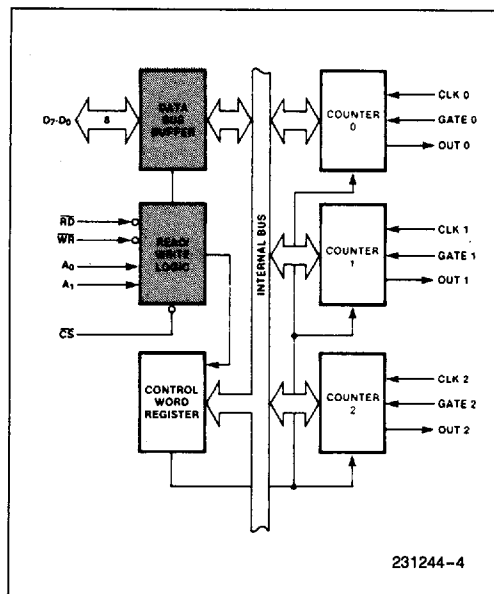 D7-D0
8
DATA
BUS
BUFFER
RD
WR
A0
A1
CS
READ/
WRITE
LOGIC
CONTROL
WORD
REGISTER
INTERNAL BUS
COUNTER
0
CLK 0
GATE 0
OUT 0
COUNTER
1
CLK 1
GATE 1
OUT 1
COUNTER
2
CLK 2
GATE 2
OUT 2
231244-4